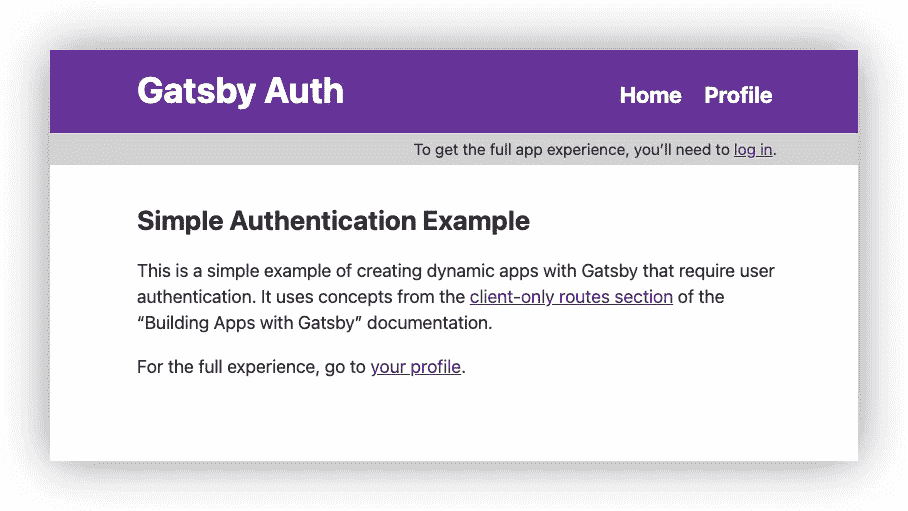 Gatsby Auth
Home Profile
To get the full app experience, you’ll need to log in.
Simple Authentication Example
This is a simple example of creating dynamic apps with Gatsby that require user
authentication. It uses concepts from the client-only routes section of the
“Building Apps with Gatsby” documentation.
For the full experience, go to your profile.